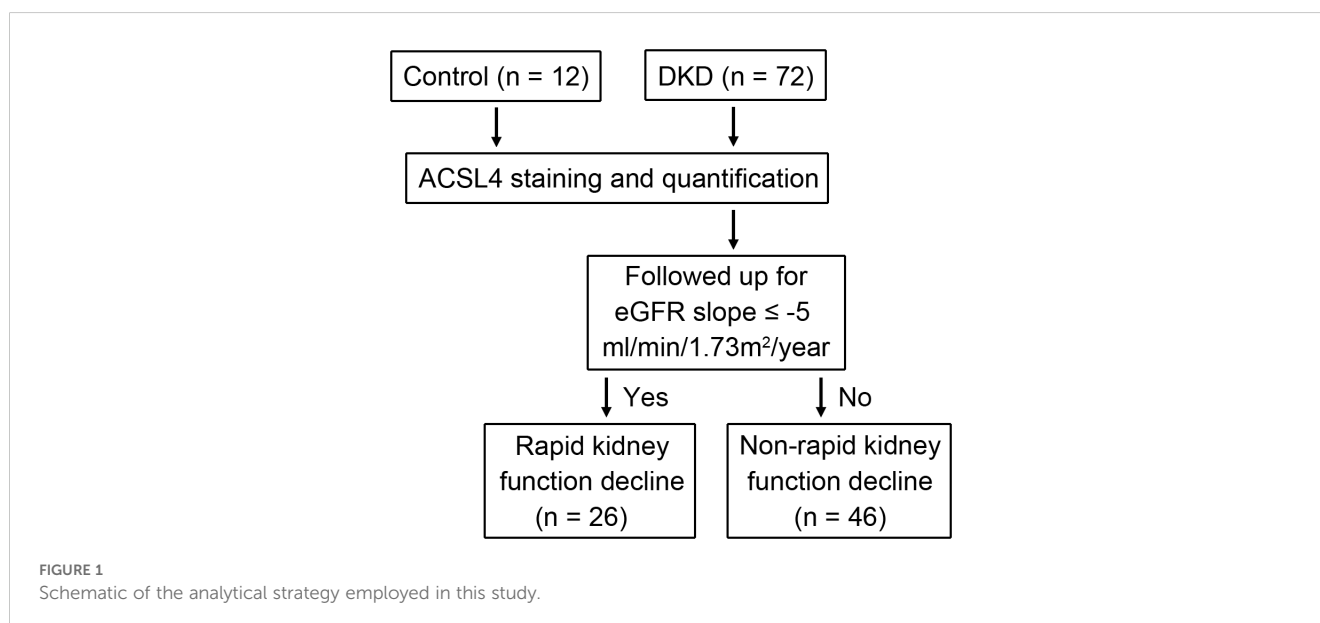 Control (n = 12)
DKD (n = 72)
ACSL4 staining and quantification
Followed up for
eGFR slope ≤ -5
ml/min/1.73m²/year
Yes
No
Rapid kidney
function decline
(n = 26)
Non-rapid kidney
function decline
(n = 46)
FIGURE 1
Schematic of the analytical strategy employed in this study.